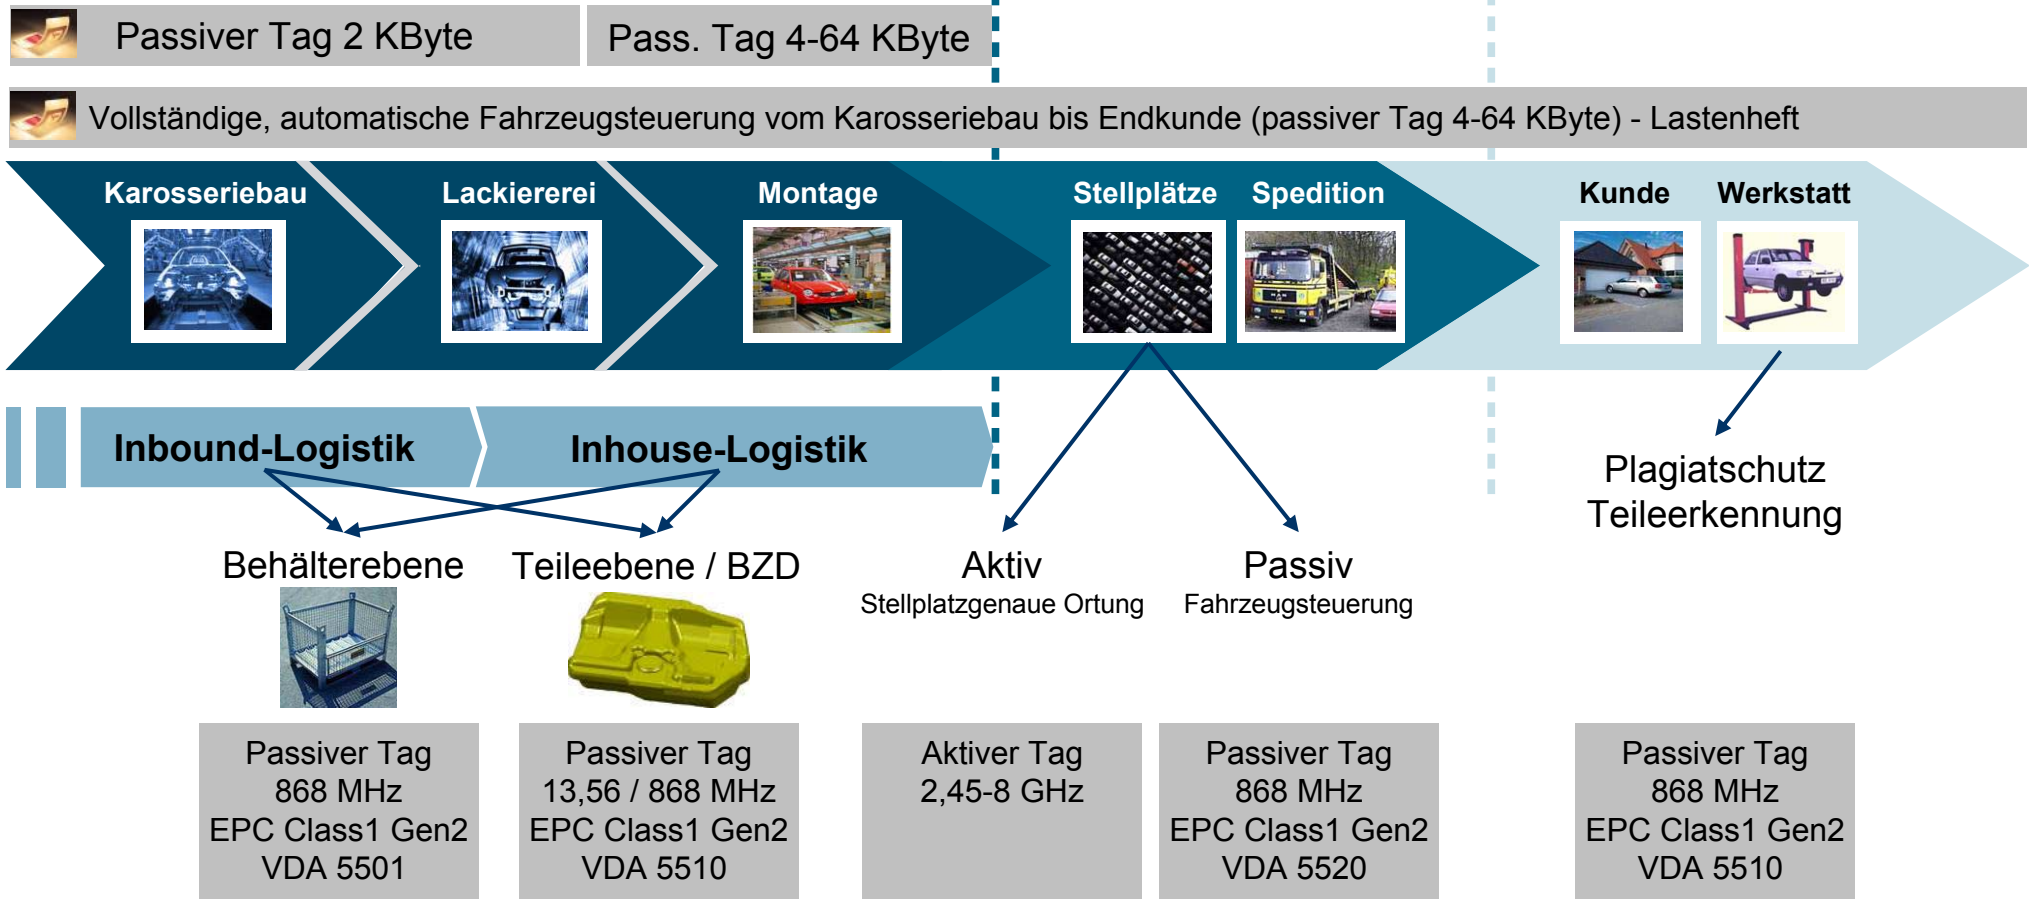 Passiver Tag 2 KByte
Pass. Tag 4-64 KByte
Vollständige, automatische Fahrzeugsteuerung vom Karosseriebau bis Endkunde (passiver Tag 4-64 KByte) - Lastenheft
Karosseriebau
Lackiererei
Montage
Stellplätze
Spedition
Kunde
Werkstatt
Inbound-Logistik
Inhouse-Logistik
Plagiatschutz
Teileerkennung
Behälterebene
Teileebene / BZD
Aktiv
Stellplatzgenaue Ortung
Passiv
Fahrzeugsteuerung
Passiver Tag
868 MHz
EPC Class1 Gen2
VDA 5501
Passiver Tag
13,56 / 868 MHz
EPC Class1 Gen2
VDA 5510
Aktiver Tag
2,45-8 GHz
Passiver Tag
868 MHz
EPC Class1 Gen2
VDA 5520
Passiver Tag
868 MHz
EPC Class1 Gen2
VDA 5510